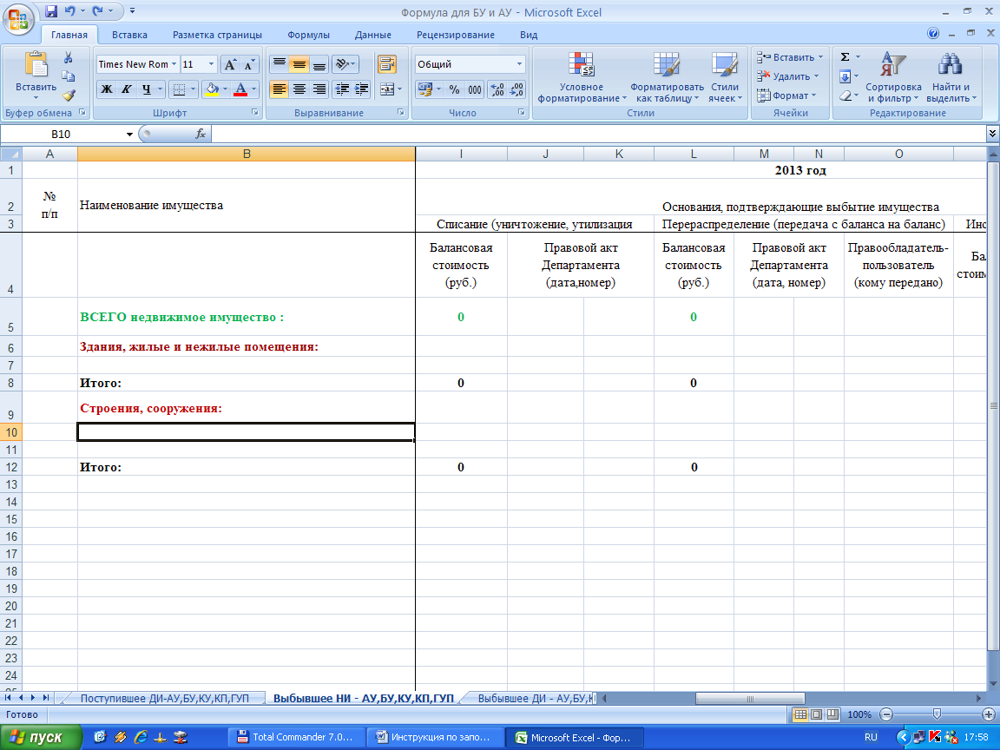 Формула для БУ и АУ - Microsoft Excel
Главная Вставка Разметка страницы Формулы Данные Рецензирование Вид
Вставить
Times New Rom 11
Ж К Ч
Общий
% 000
Условное форматирование
Форматировать как таблицу
Стили ячеек
Вставить
Удалить
Формат
Σ
Сортировка и фильтр
Найти и выделить
Буфер обмена Шрифт Выравнивание Число Стили Ячейки Редактирование
B10 fx
A B I J K L M N O
1 2013 год
2 № п/п Наименование имущества Основания, подтверждающие выбытие имущества
3 Списание (уничтожение, утилизация Перераспределение (передача с баланса на баланс)
4 Балансовая стоимость (руб.) Правовой акт Департамента (дата,номер) Балансовая стоимость (руб.) Правовой акт Департамента (дата, номер) Правообладатель-пользователь (кому передано)
5 ВСЕГО недвижимое имущество : 0 0
6 Здания, жилые и нежилые помещения:
7
8 Итого: 0 0
9 Строения, сооружения:
10
11
12 Итого: 0 0
13
14
15
16
17
18
19
20
21
22
23
24
Поступившее ДИ-АУ,БУ,КУ,КП,ГУП Выбывшее НИ - АУ,БУ,КУ,КП,ГУП Выбывшее ДИ - АУ,БУ,К
Готово 100%
пуск Total Commander 7.0... Инструкция по запо... Microsoft Excel - Фор... RU 17:58